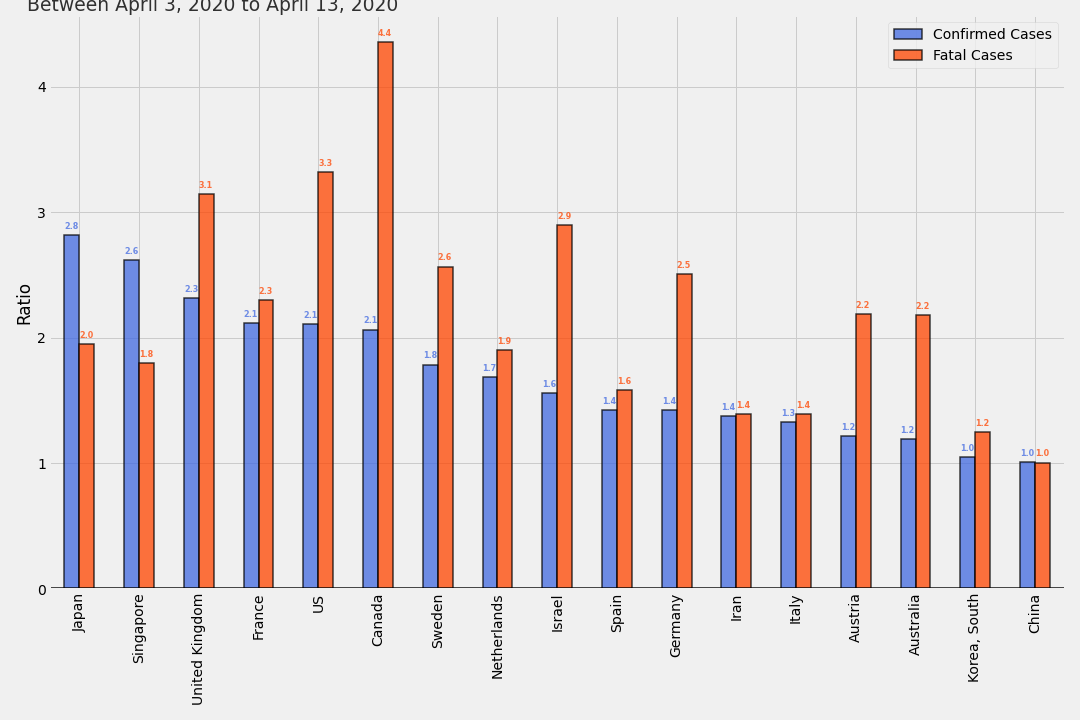 Between April 3, 2020 to April 13, 2020
Confirmed Cases
Fatal Cases
Ratio
4
3
2
1
0
2.8
2.0
2.6
1.8
2.3
3.1
2.1
2.3
2.1
3.3
2.1
4.4
1.8
2.6
1.7
1.9
1.6
2.9
1.4
1.6
1.4
2.5
1.4
1.4
1.3
1.4
1.2
2.2
1.2
2.2
1.0
1.2
1.0
1.0
Japan
Singapore
United Kingdom
France
US
Canada
Sweden
Netherlands
Israel
Spain
Germany
Iran
Italy
Austria
Australia
Korea, South
China